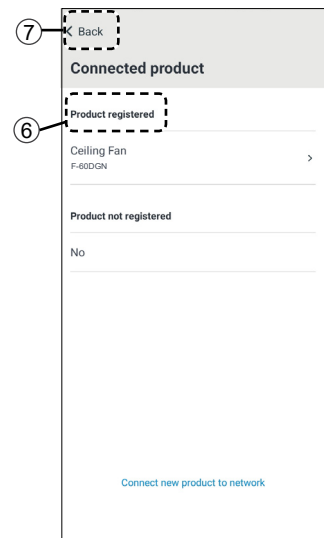 ⑦
< Back
Connected product
Product registered
⑥
Ceiling Fan
F-60DGN
>
Product not registered
No
Connect new product to network